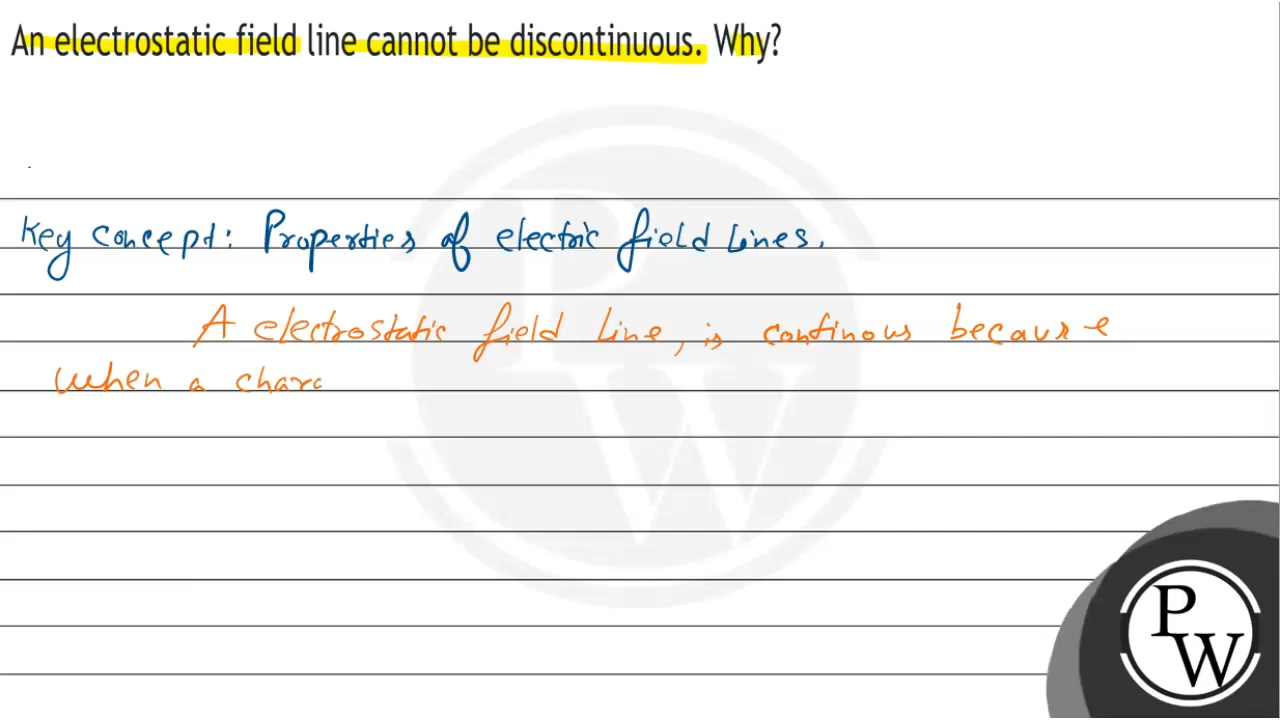 An electrostatic field line cannot be discontinuous. Why?
Key concept: Properties of electric field Lines.
A electrostatic field Line, is continous because
when a charg
P
W
P
W